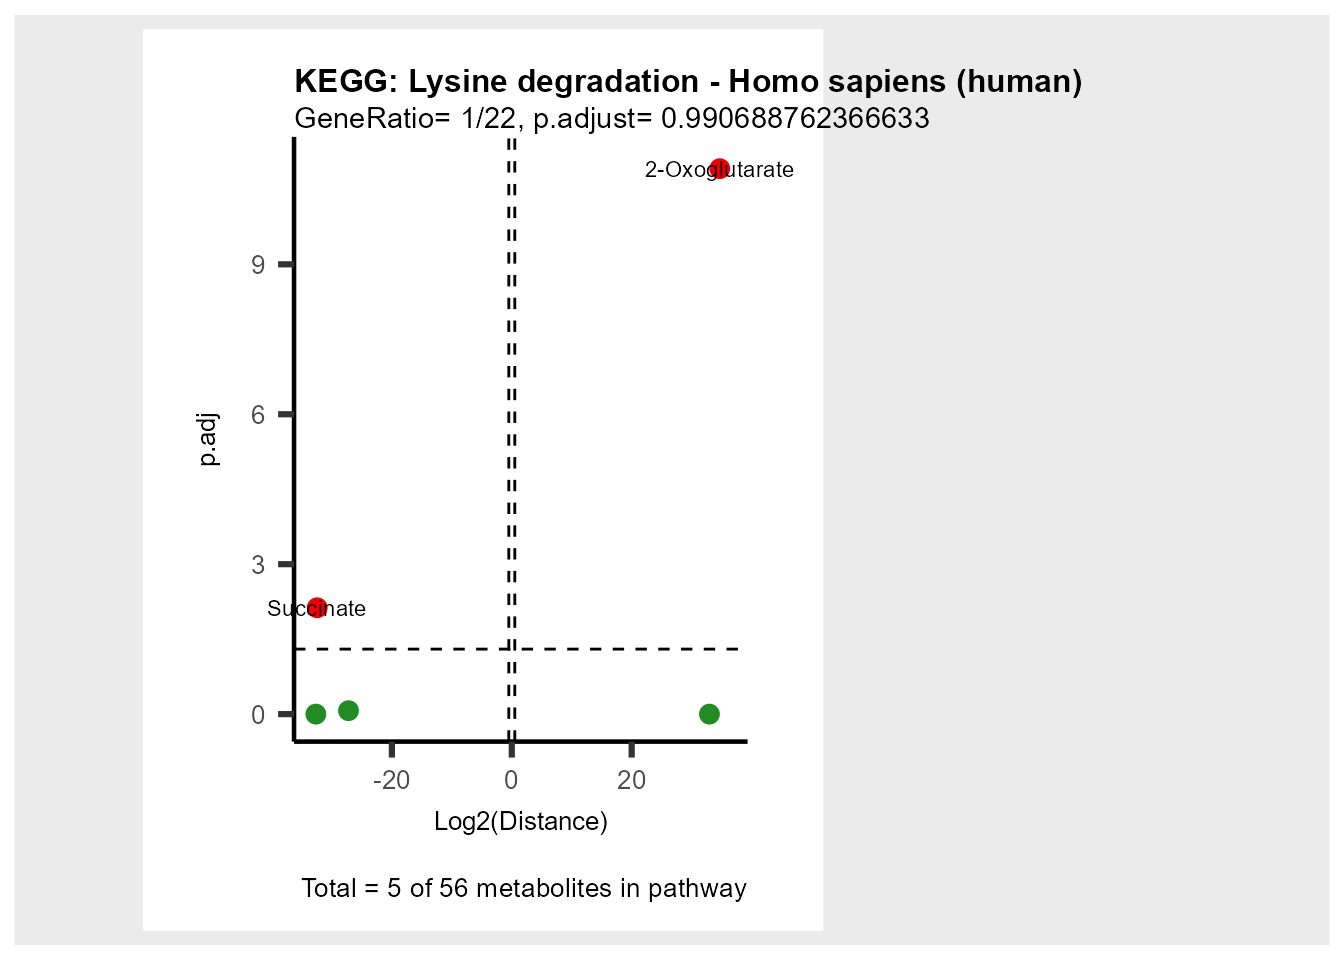 KEGG: Lysine degradation - Homo sapiens (human)
GeneRatio= 1/22, p.adjust= 0.990688762366633
2-Oxoglutarate
9
6
p.adj
3
Succinate
0
-20 0 20
Log2(Distance)
Total = 5 of 56 metabolites in pathway